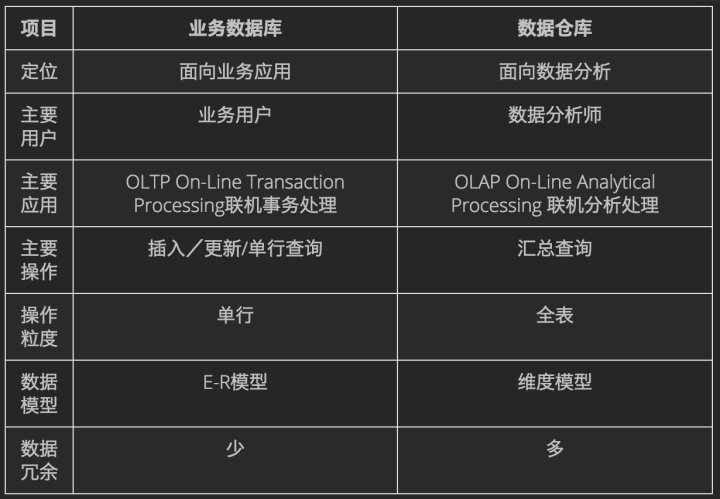 项目 业务数据库 数据仓库
定位 面向业务应用 面向数据分析
主要 业务用户 数据分析师
用户
主要 OLTP On-Line Transaction OLAP On-Line Analytical
应用 Processing联机事务处理 Processing 联机分析处理
主要 插入／更新/单行查询 汇总查询
操作
操作 单行 全表
粒度
数据 E-R模型 维度模型
模型
数据 少 多
冗余